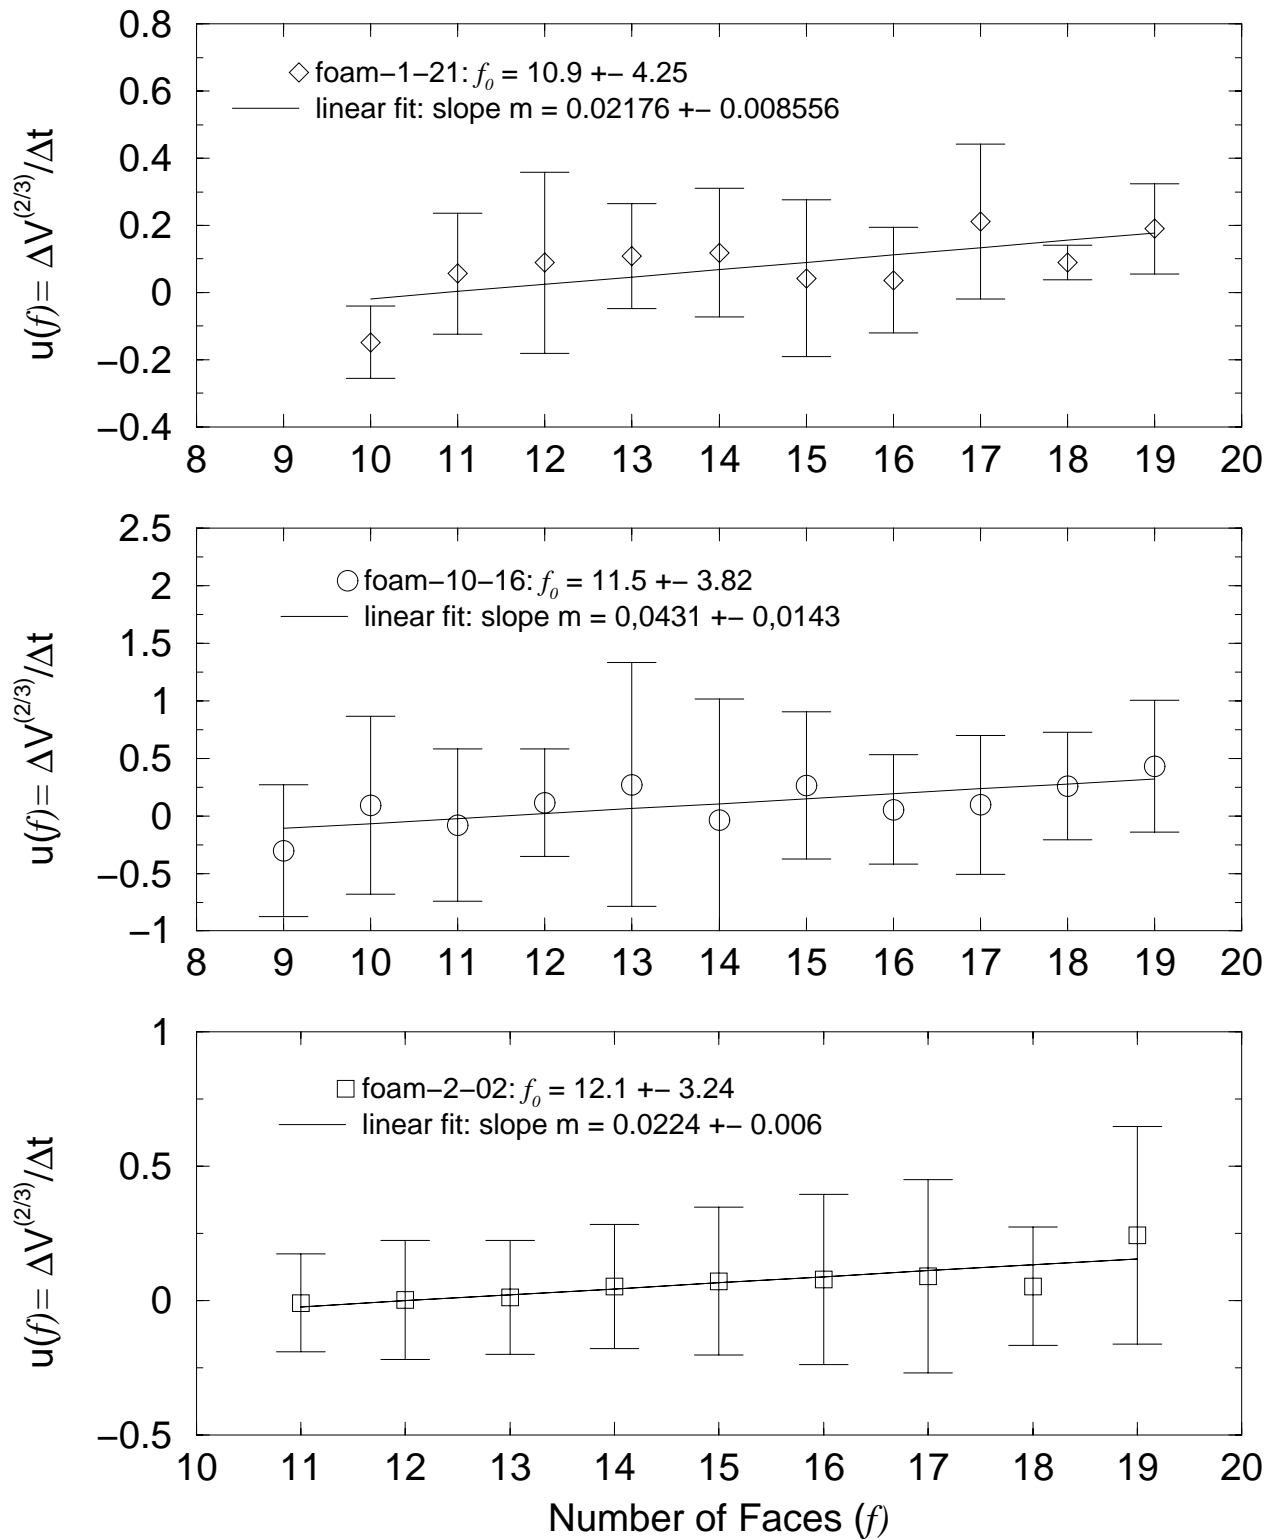 0.8
0.6
0.4
0.2
0
−0.2
−0.4
u(f)= ΔV^(2/3)/Δt
foam−1−21: f₀ = 10.9 +− 4.25
linear fit: slope m = 0.02176 +− 0.008556
8 9 10 11 12 13 14 15 16 17 18 19 20
2.5
2
1.5
1
0.5
0
−0.5
−1
u(f)= ΔV^(2/3)/Δt
foam−10−16: f₀ = 11.5 +− 3.82
linear fit: slope m = 0,0431 +− 0,0143
8 9 10 11 12 13 14 15 16 17 18 19 20
1
0.5
0
−0.5
u(f)= ΔV^(2/3)/Δt
foam−2−02: f₀ = 12.1 +− 3.24
linear fit: slope m = 0.0224 +− 0.006
10 11 12 13 14 15 16 17 18 19 20
Number of Faces (f)